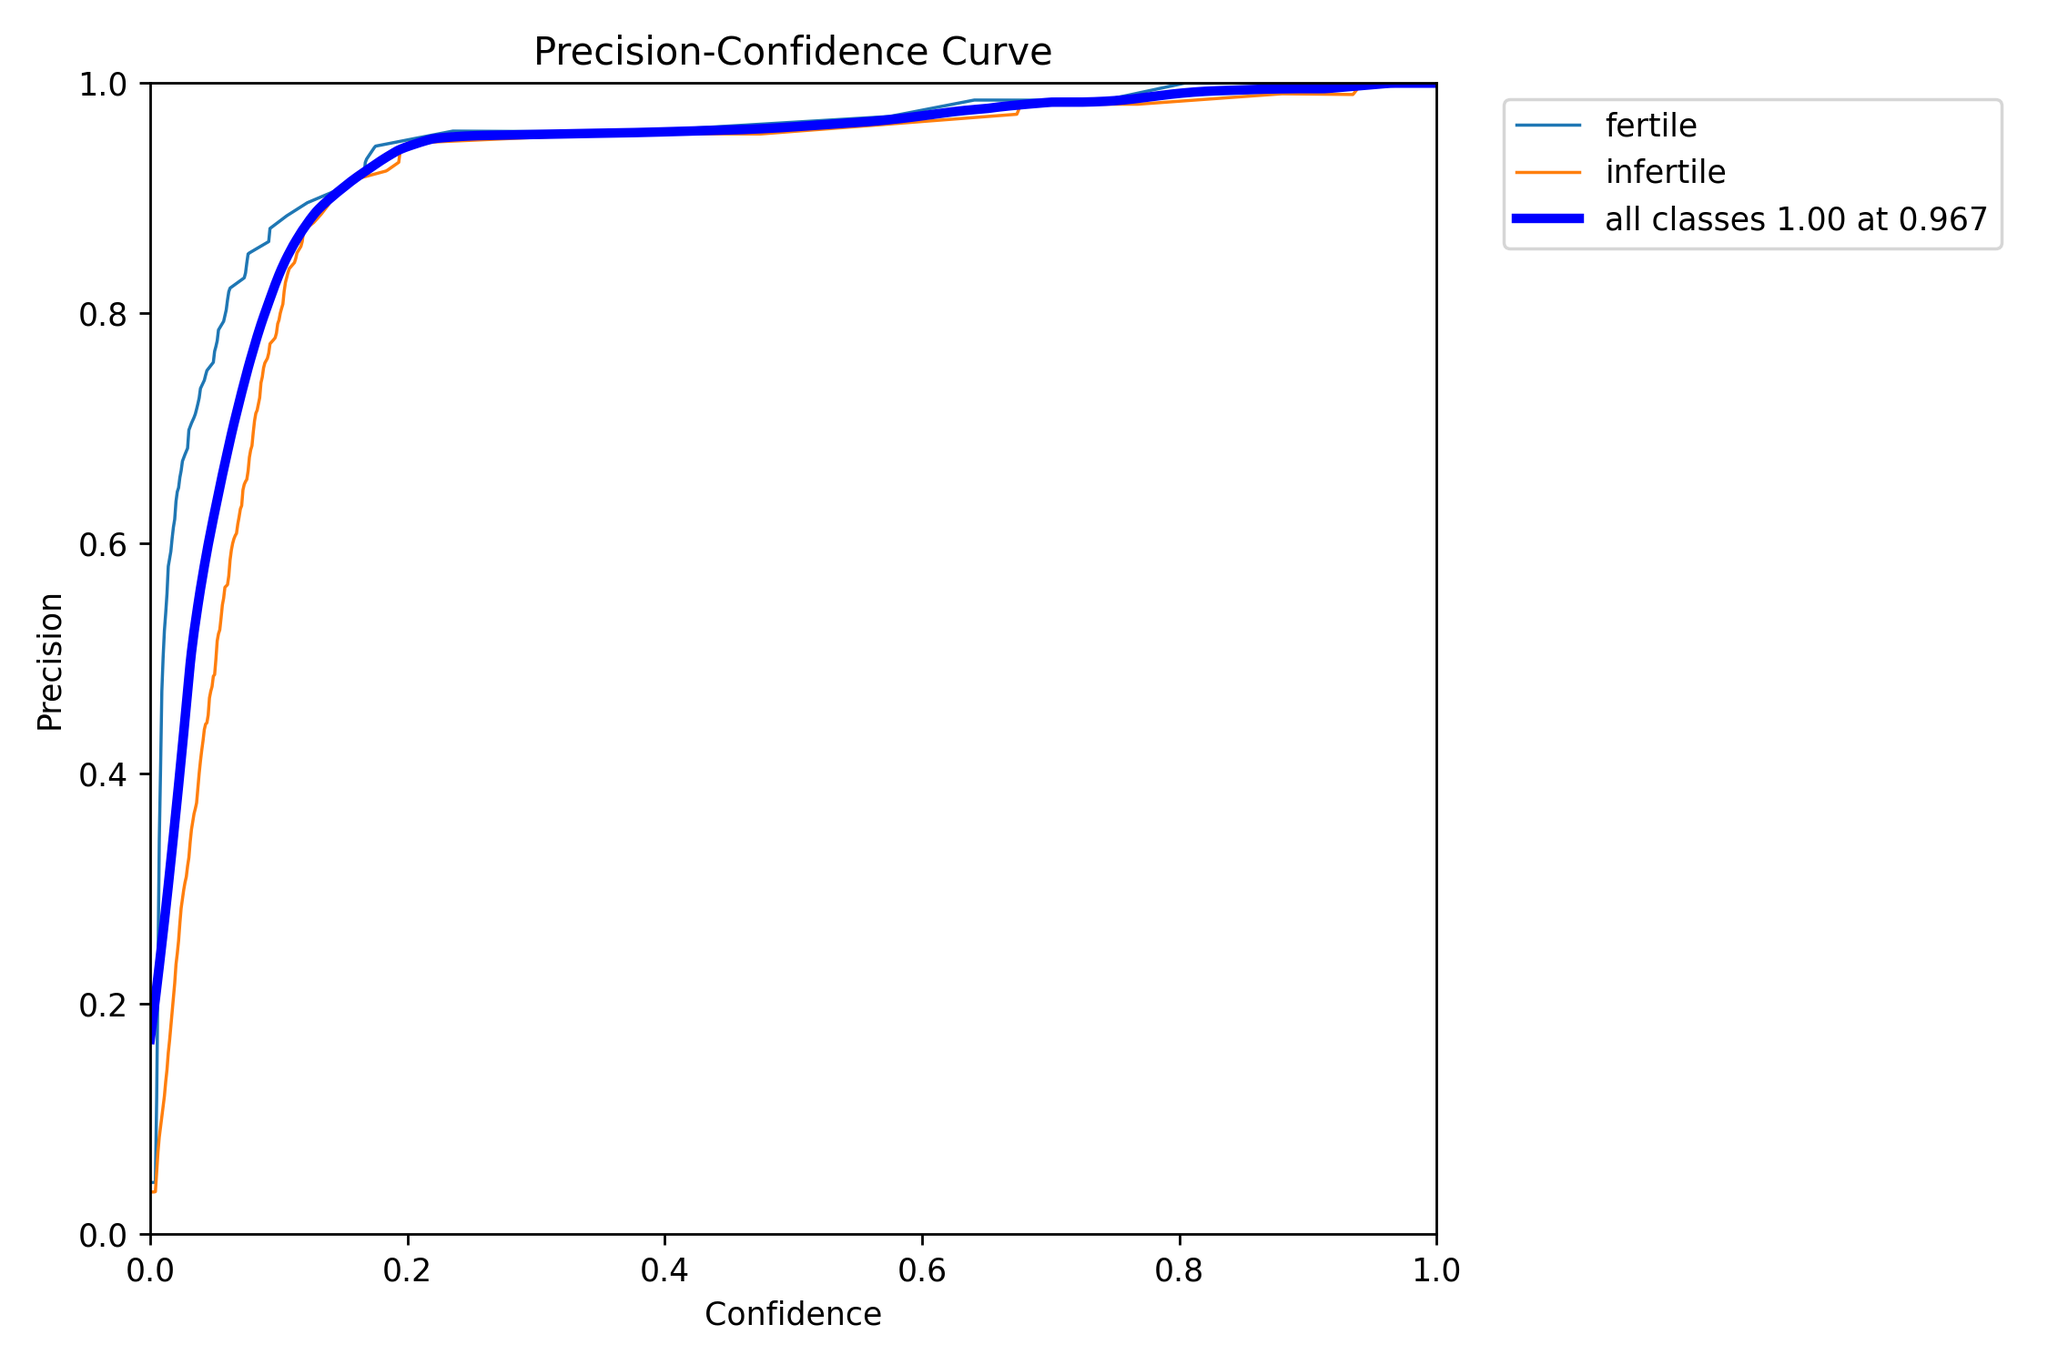 Precision-Confidence Curve
fertile
infertile
all classes 1.00 at 0.967
1.0
0.8
0.6
0.4
0.2
0.0
Precision
0.0 0.2 0.4 0.6 0.8 1.0
Confidence